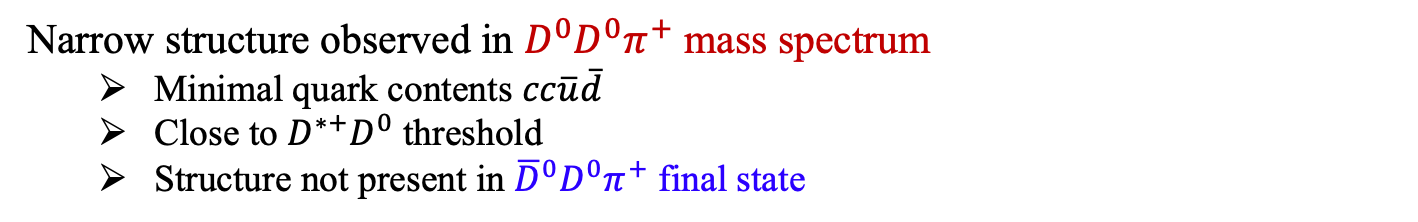 Narrow structure observed in D⁰D⁰π⁺ mass spectrum
➢ Minimal quark contents ccūd̄
➢ Close to D*⁺D⁰ threshold
➢ Structure not present in D̄⁰D⁰π⁺ final state